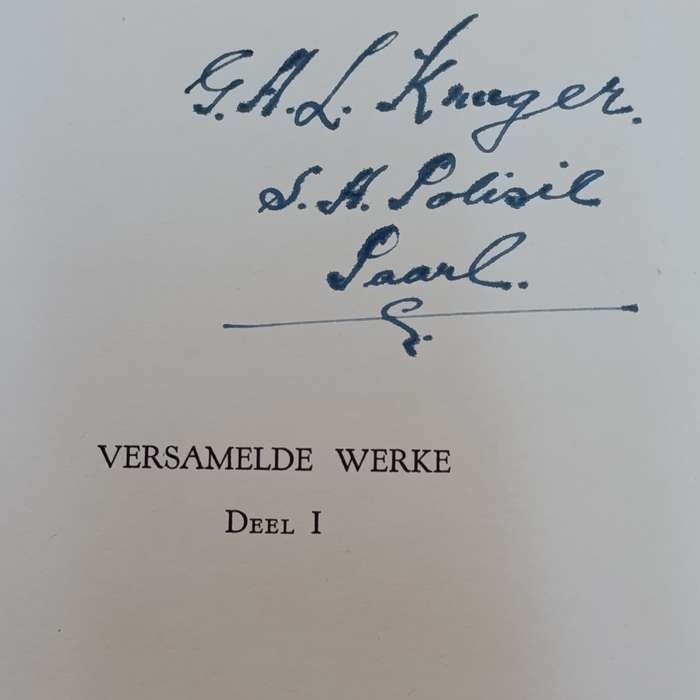 G.A.L. Kruger.
S.A. Polisie
Paarl.
VERSAMELDE WERKE
DEEL I